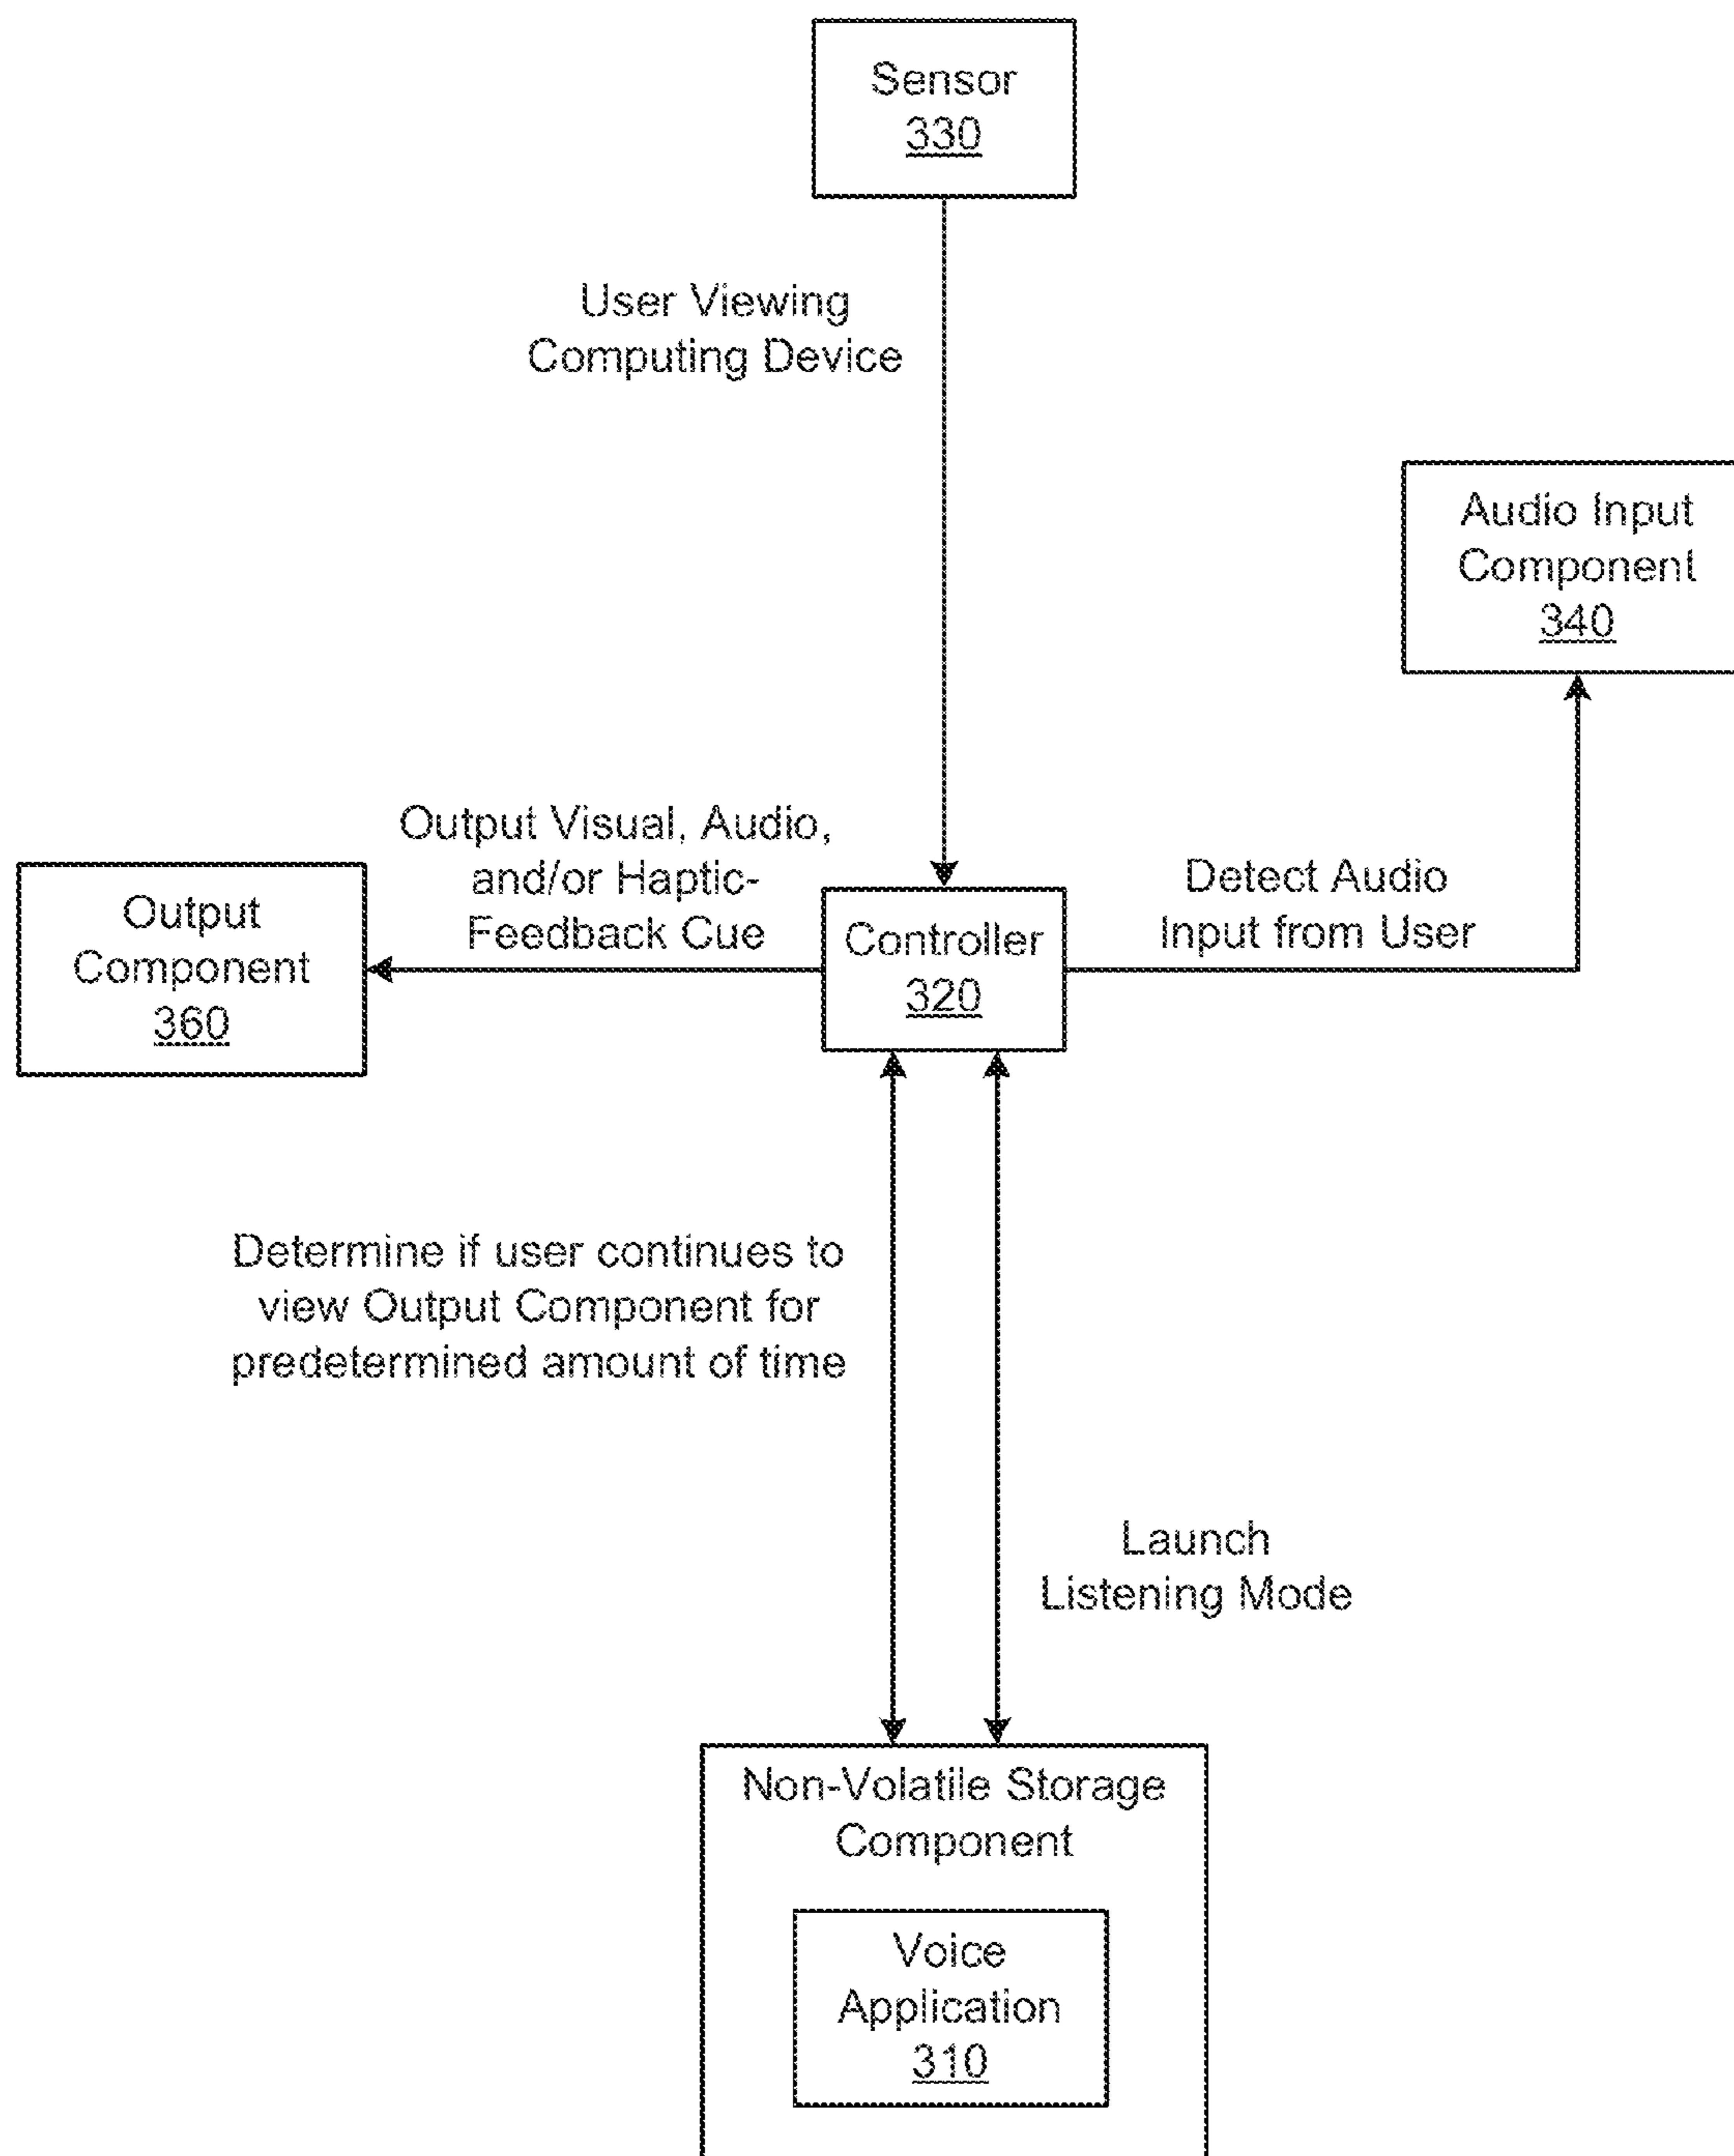 Sensor
330
User Viewing
Computing Device
Audio Input
Component
340
Output Visual, Audio,
and/or Haptic-
Feedback Cue
Output
Component
360
Controller
320
Detect Audio
Input from User
Determine if user continues to
view Output Component for
predetermined amount of time
Launch
Listening Mode
Non-Volatile Storage
Component
Voice
Application
310